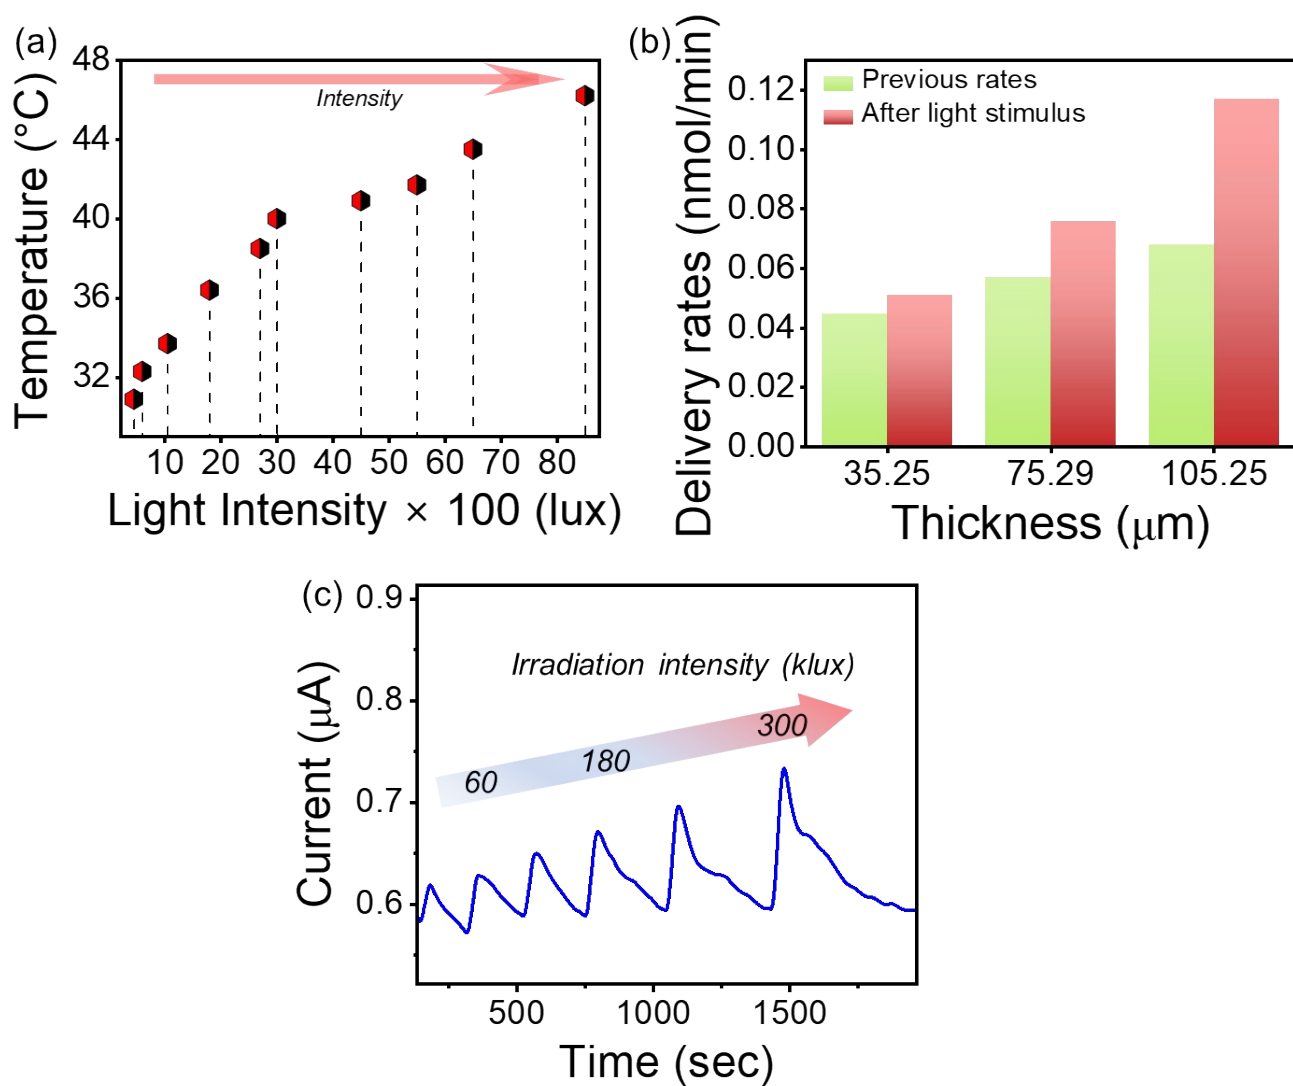 (a)
48
44
40
36
32
Temperature (°C)
Intensity
10 20 30 40 50 60 70 80
Light Intensity × 100 (lux)
(b)
0.12
0.10
0.08
0.06
0.04
0.02
0.00
Delivery rates (nmol/min)
Previous rates
After light stimulus
35.25 75.29 105.25
Thickness (μm)
(c)
0.9
0.8
0.7
0.6
Current (μA)
Irradiation intensity (klux)
60 180 300
500 1000 1500
Time (sec)